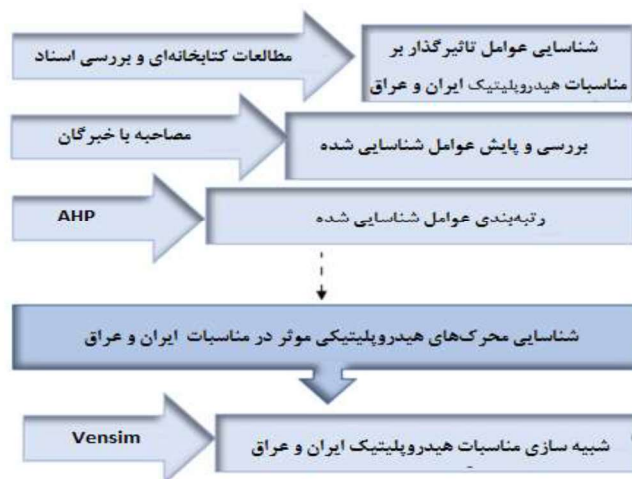 مطالعات کتابخانه‌ای و بررسی اسناد
شناسایی عوامل تاثیرگذار بر
مناسبات هیدروپلیتیک ایران و عراق
مصاحبه با خبرگان
بررسی و پایش عوامل شناسایی شده
AHP
رتبه‌بندی عوامل شناسایی شده
شناسایی محرک‌های هیدروپلیتیکی موثر در مناسبات ایران و عراق
Vensim
شبیه سازی مناسبات هیدروپلیتیک ایران و عراق